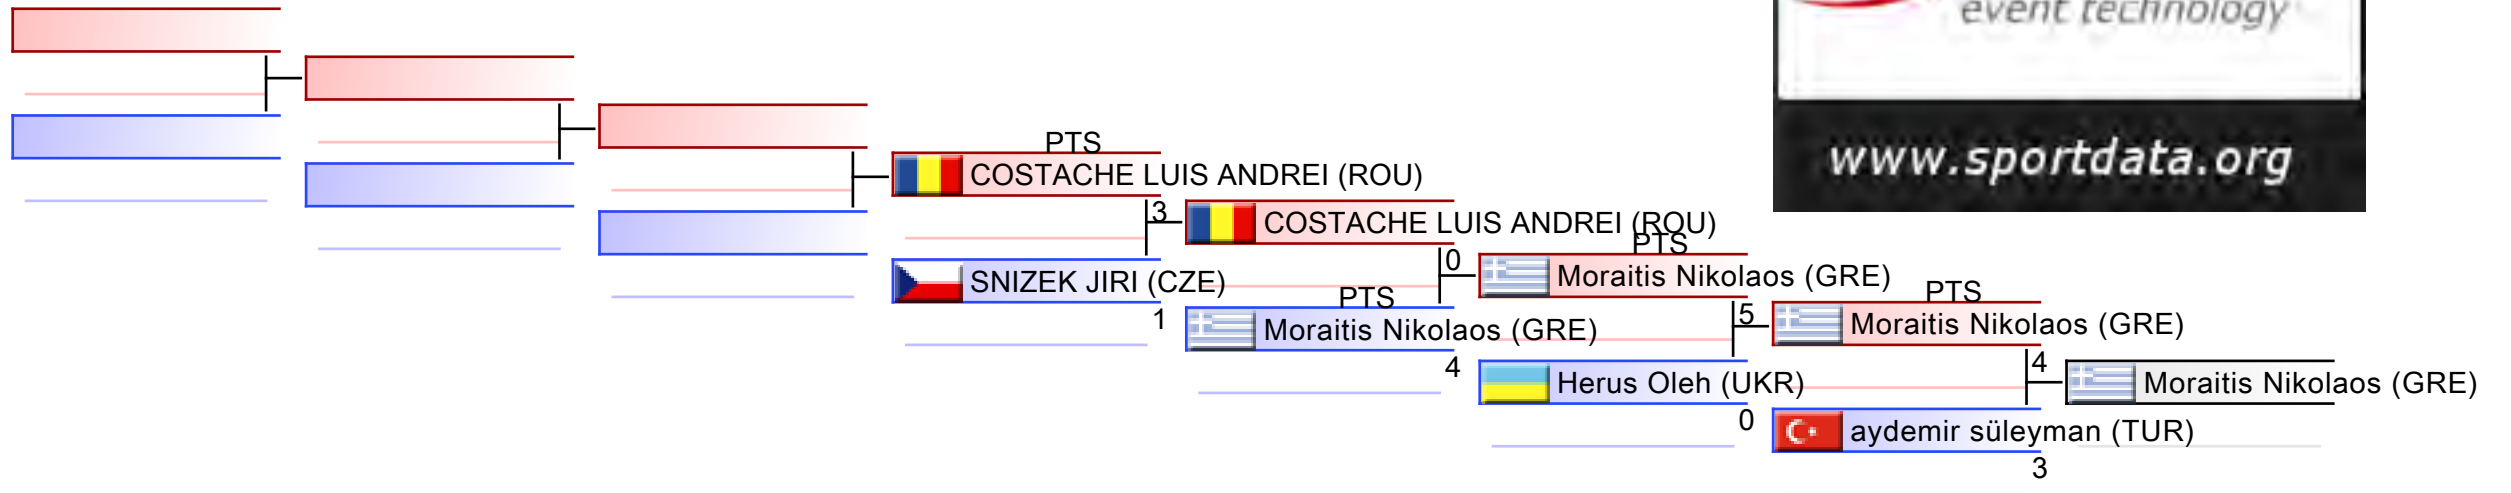 event technology
www.sportdata.org
PTS
COSTACHE LUIS ANDREI (ROU)
3
SNIZEK JIRI (CZE)
1
COSTACHE LUIS ANDREI (ROU)
0
PTS
Moraitis Nikolaos (GRE)
4
PTS
Moraitis Nikolaos (GRE)
5
Herus Oleh (UKR)
0
PTS
Moraitis Nikolaos (GRE)
4
aydemir süleyman (TUR)
3
Moraitis Nikolaos (GRE)